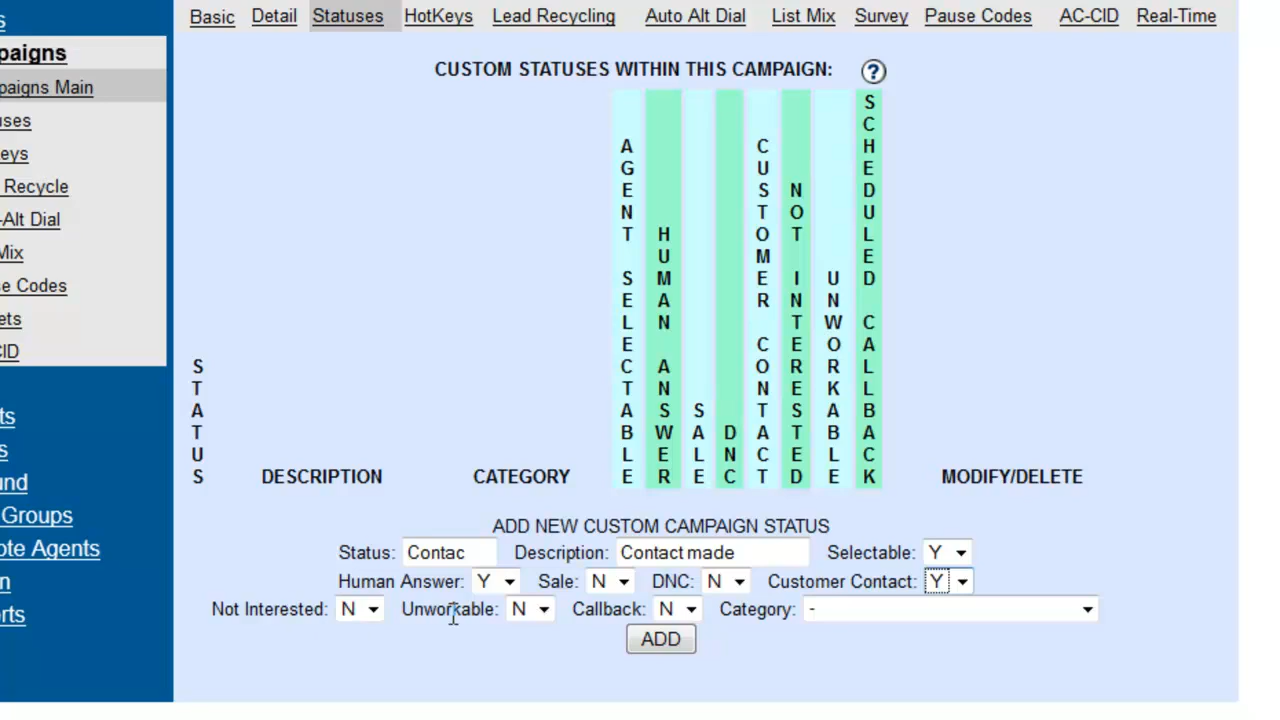 s
Basic Detail Statuses HotKeys Lead Recycling Auto Alt Dial List Mix Survey Pause Codes AC-CID Real-Time
paigns
paigns Main
uses
eys
Recycle
-Alt Dial
Mix
e Codes
ets
CID
ts
s
und
Groups
ote Agents
n
orts
CUSTOM STATUSES WITHIN THIS CAMPAIGN: ?
STATUS
DESCRIPTION
CATEGORY
AGENT SELECTABLE
HUMAN ANSWER
SALE
DNC
CUSTOMER CONTACT
NOT INTERESTED
UNWORKABLE
SCHEDULED CALLBACK
MODIFY/DELETE
ADD NEW CUSTOM CAMPAIGN STATUS
Status: Contac Description: Contact made Selectable: Y
Human Answer: Y Sale: N DNC: N Customer Contact: Y
Not Interested: N Unworkable: N Callback: N Category: -
ADD